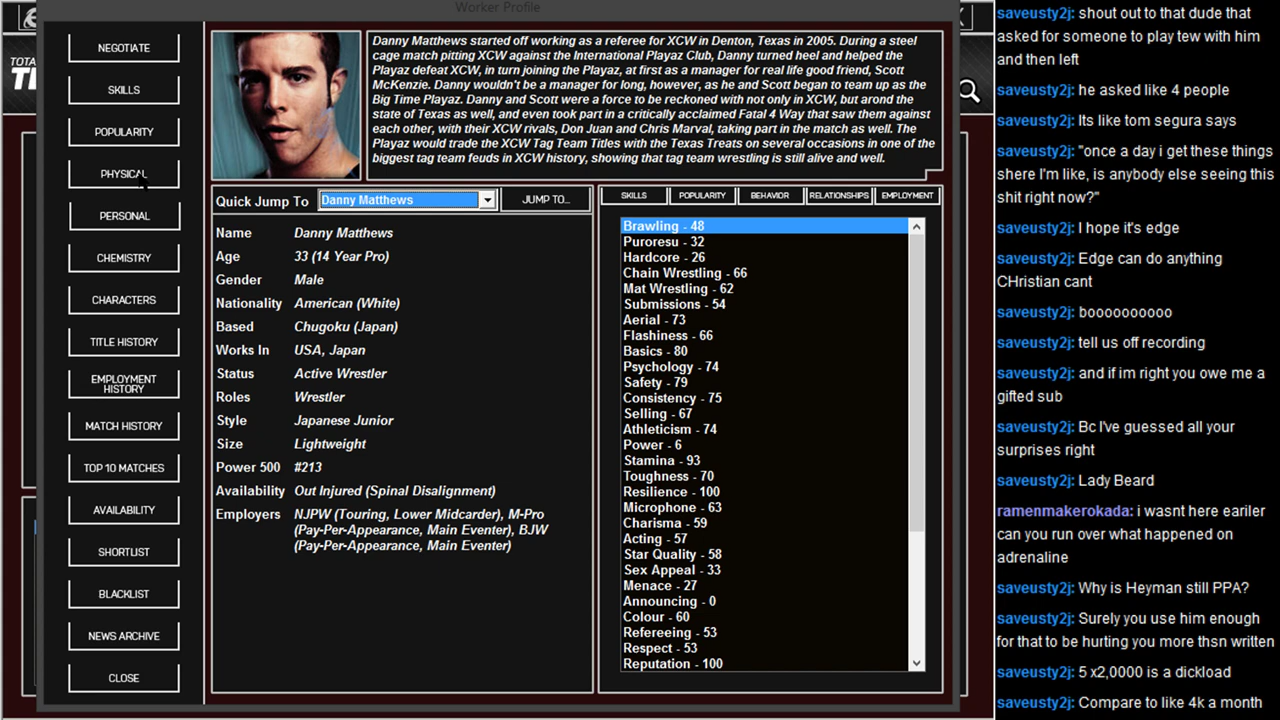 Worker Profile
TOTA
T
NEGOTIATE
SKILLS
POPULARITY
PHYSICAL
PERSONAL
CHEMISTRY
CHARACTERS
TITLE HISTORY
EMPLOYMENT
HISTORY
MATCH HISTORY
TOP 10 MATCHES
AVAILABILITY
SHORTLIST
BLACKLIST
NEWS ARCHIVE
CLOSE
Danny Matthews started off working as a referee for XCW in Denton, Texas in 2005. During a steel
cage match pitting XCW against the International Playaz Club, Danny turned heel and helped the
Playaz defeat XCW, in turn joining the Playaz, at first as a manager for real life good friend, Scott
McKenzie. Danny wouldn't be a manager for long, however, as he and Scott began to team up as the
Big Time Playaz. Danny and Scott were a force to be reckoned with not only in XCW, but arond the
state of Texas as well, and even took part in a critically acclaimed Fatal 4 Way that saw them against
each other, with their XCW rivals, Don Juan and Chris Marval, taking part in the match as well. The
Playaz would trade the XCW Tag Team Titles with the Texas Treats on several occasions in one of the
biggest tag team feuds in XCW history, showing that tag team wrestling is still alive and well.
Quick Jump To Danny Matthews JUMP TO...
Name Danny Matthews
Age 33 (14 Year Pro)
Gender Male
Nationality American (White)
Based Chugoku (Japan)
Works In USA, Japan
Status Active Wrestler
Roles Wrestler
Style Japanese Junior
Size Lightweight
Power 500 #213
Availability Out Injured (Spinal Disalignment)
Employers NJPW (Touring, Lower Midcarder), M-Pro
(Pay-Per-Appearance, Main Eventer), BJW
(Pay-Per-Appearance, Main Eventer)
SKILLS POPULARITY BEHAVIOR RELATIONSHIPS EMPLOYMENT
Brawling - 48
Puroresu - 32
Hardcore - 26
Chain Wrestling - 66
Mat Wrestling - 62
Submissions - 54
Aerial - 73
Flashiness - 66
Basics - 80
Psychology - 74
Safety - 79
Consistency - 75
Selling - 67
Athleticism - 74
Power - 6
Stamina - 93
Toughness - 70
Resilience - 100
Microphone - 63
Charisma - 59
Acting - 57
Star Quality - 58
Sex Appeal - 33
Menace - 27
Announcing - 0
Colour - 60
Refereeing - 53
Respect - 53
Reputation - 100
saveusty2j: shout out to that dude that
asked for someone to play tew with him
and then left
saveusty2j: he asked like 4 people
saveusty2j: Its like tom segura says
saveusty2j: "once a day i get these things
shere I'm like, is anybody else seeing this
shit right now?"
saveusty2j: I hope it's edge
saveusty2j: Edge can do anything
CHristian cant
saveusty2j: boooooooooo
saveusty2j: tell us off recording
saveusty2j: and if im right you owe me a
gifted sub
saveusty2j: Bc I've guessed all your
surprises right
saveusty2j: Lady Beard
ramenmakerokada: i wasnt here eariler
can you run over what happened on
adrenaline
saveusty2j: Why is Heyman still PPA?
saveusty2j: Surely you use him enough
for that to be hurting you more thsn written
saveusty2j: 5 x2,0000 is a dickload
saveusty2j: Compare to like 4k a month